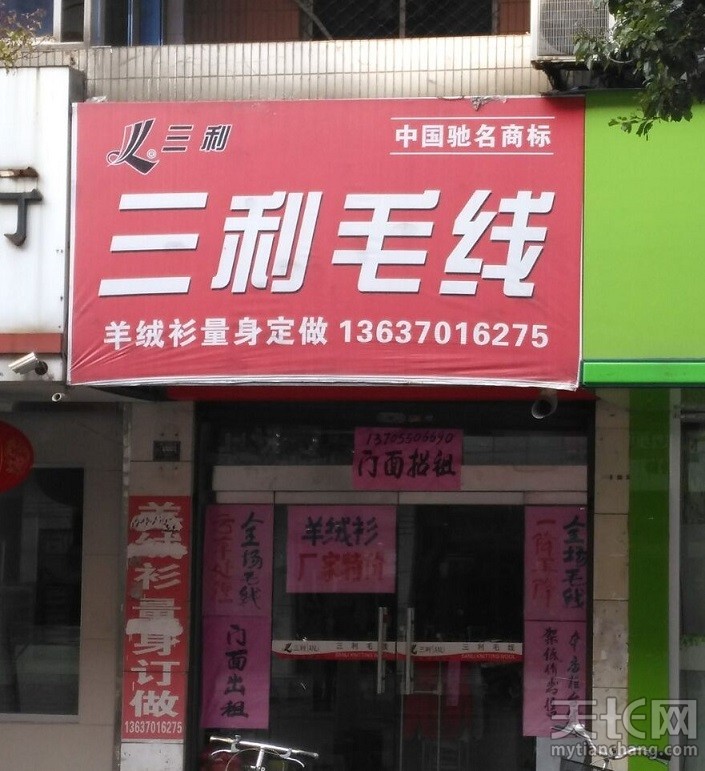 三利
中国驰名商标
三利毛线
羊绒衫量身定做 13637016275
门面招租
羊绒衫
厂家特价
全场毛线
门面出租
全场毛线
羊绒衫量身订做
13637016275
三利毛线
三利毛线
天长网
mytianchang.com